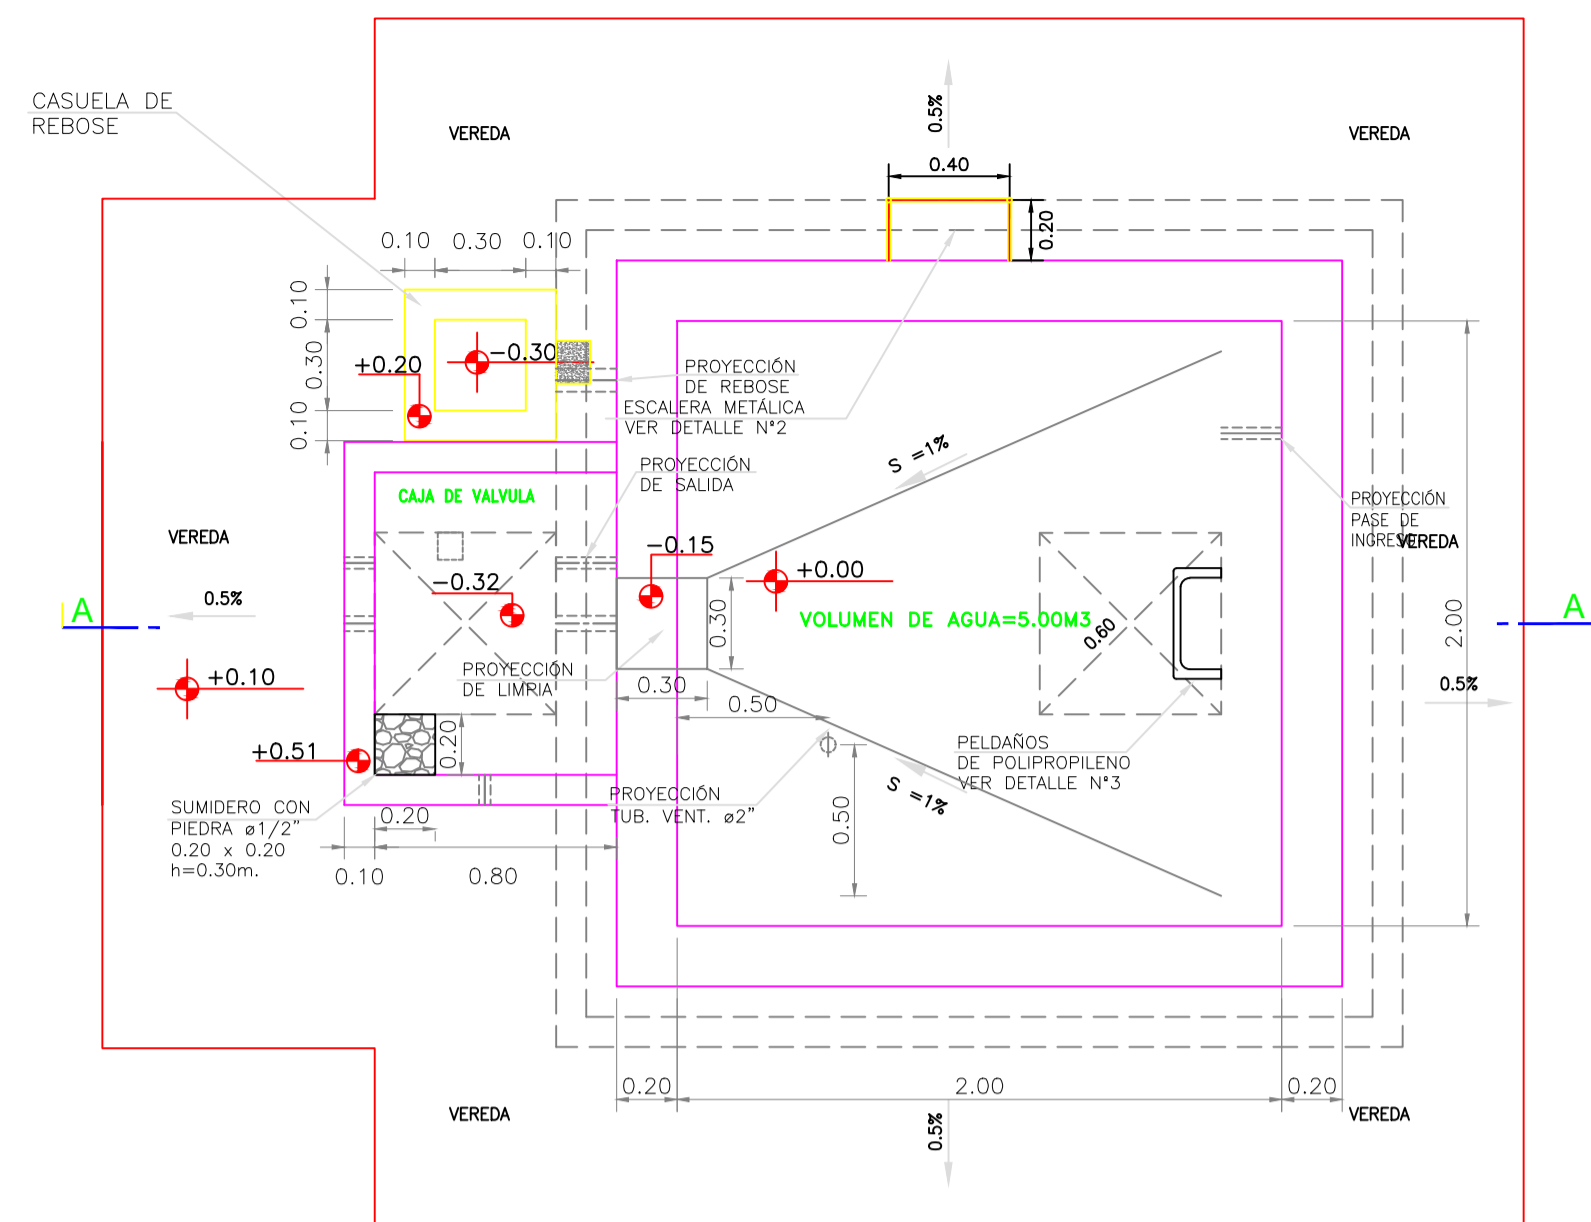 CASUELA DE
REBOSE
VEREDA
0.5%
VEREDA
0.40
0.20
0.10
0.30
0.10
0.10
0.30
0.10
+0.20
−0.30
PROYECCIÓN
DE REBOSE
ESCALERA METÁLICA
VER DETALLE N°2
S =1%
PROYECCIÓN
DE SALIDA
CAJA DE VALVULA
PROYECCIÓN
PASE DE
INGRESO
VEREDA
VEREDA
−0.15
−0.32
+0.00
0.30
VOLUMEN DE AGUA=5.00M3
0.60
2.00
A
0.5%
A
+0.10
PROYECCIÓN
DE LIMPIA
0.30
0.50
0.5%
+0.51
0.20
PELDAÑOS
DE POLIPROPILENO
VER DETALLE N°3
S =1%
PROYECCIÓN
TUB. VENT. ø2"
0.50
SUMIDERO CON
PIEDRA ø1/2"
0.20 x 0.20
h=0.30m.
0.20
0.10
0.80
0.20
2.00
0.20
VEREDA
0.5%
VEREDA